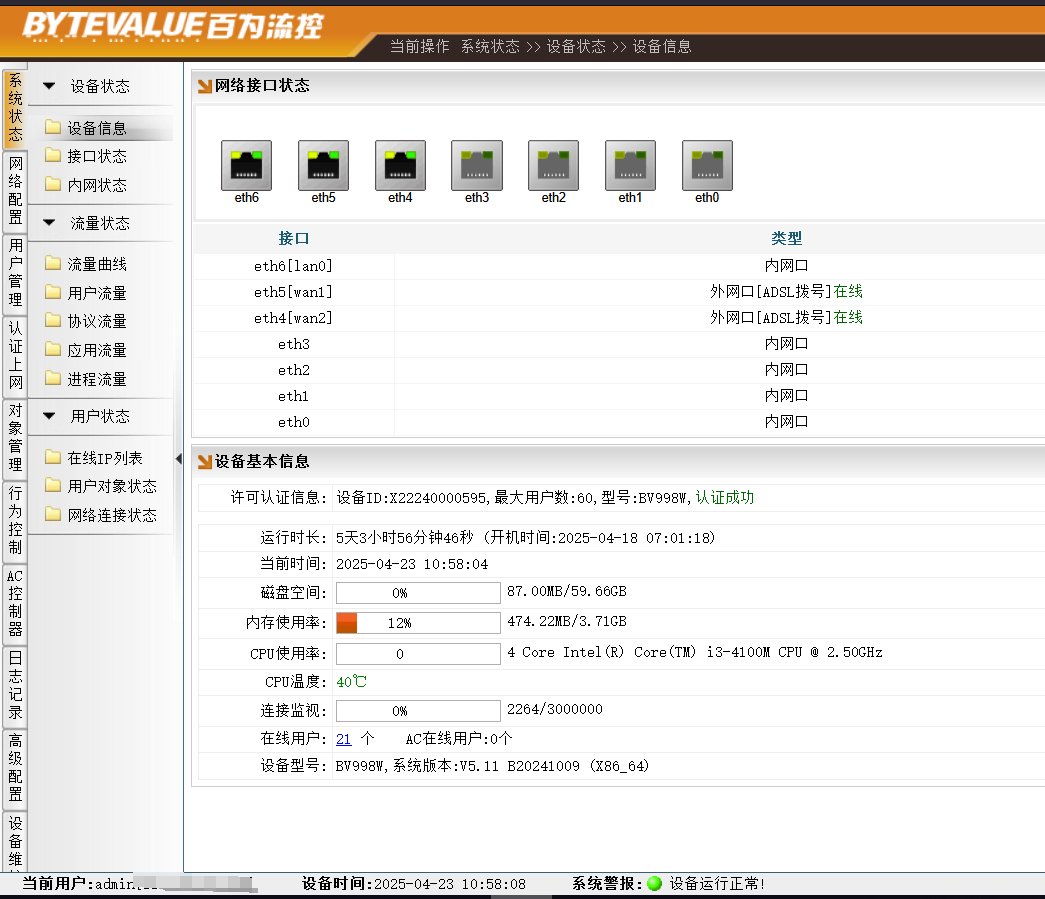 BYTEVALUE百为流控
当前操作 系统状态 >> 设备状态 >> 设备信息
系统状态
网络配置
用户管理
认证上网
对象管理
行为控制
AC控制器
日志记录
高级配置
设备维
设备状态
设备信息
接口状态
内网状态
流量状态
流量曲线
用户流量
协议流量
应用流量
进程流量
用户状态
在线IP列表
用户对象状态
网络连接状态
网络接口状态
eth6 eth5 eth4 eth3 eth2 eth1 eth0
接口 类型
eth6[lan0] 内网口
eth5[wan1] 外网口[ADSL拨号]在线
eth4[wan2] 外网口[ADSL拨号]在线
eth3 内网口
eth2 内网口
eth1 内网口
eth0 内网口
设备基本信息
许可认证信息: 设备ID:X22240000595,最大用户数:60,型号:BV998W,认证成功
运行时长: 5天3小时56分钟46秒 (开机时间:2025-04-18 07:01:18)
当前时间: 2025-04-23 10:58:04
磁盘空间: 0% 87.00MB/59.66GB
内存使用率: 12% 474.22MB/3.71GB
CPU使用率: 0 4 Core Intel(R) Core(TM) i3-4100M CPU @ 2.50GHz
CPU温度: 40℃
连接监视: 0% 2264/3000000
在线用户: 21 个 AC在线用户:0个
设备型号: BV998W,系统版本:V5.11 B20241009 (X86_64)
当前用户:admin 设备时间:2025-04-23 10:58:08 系统警报: 设备运行正常!